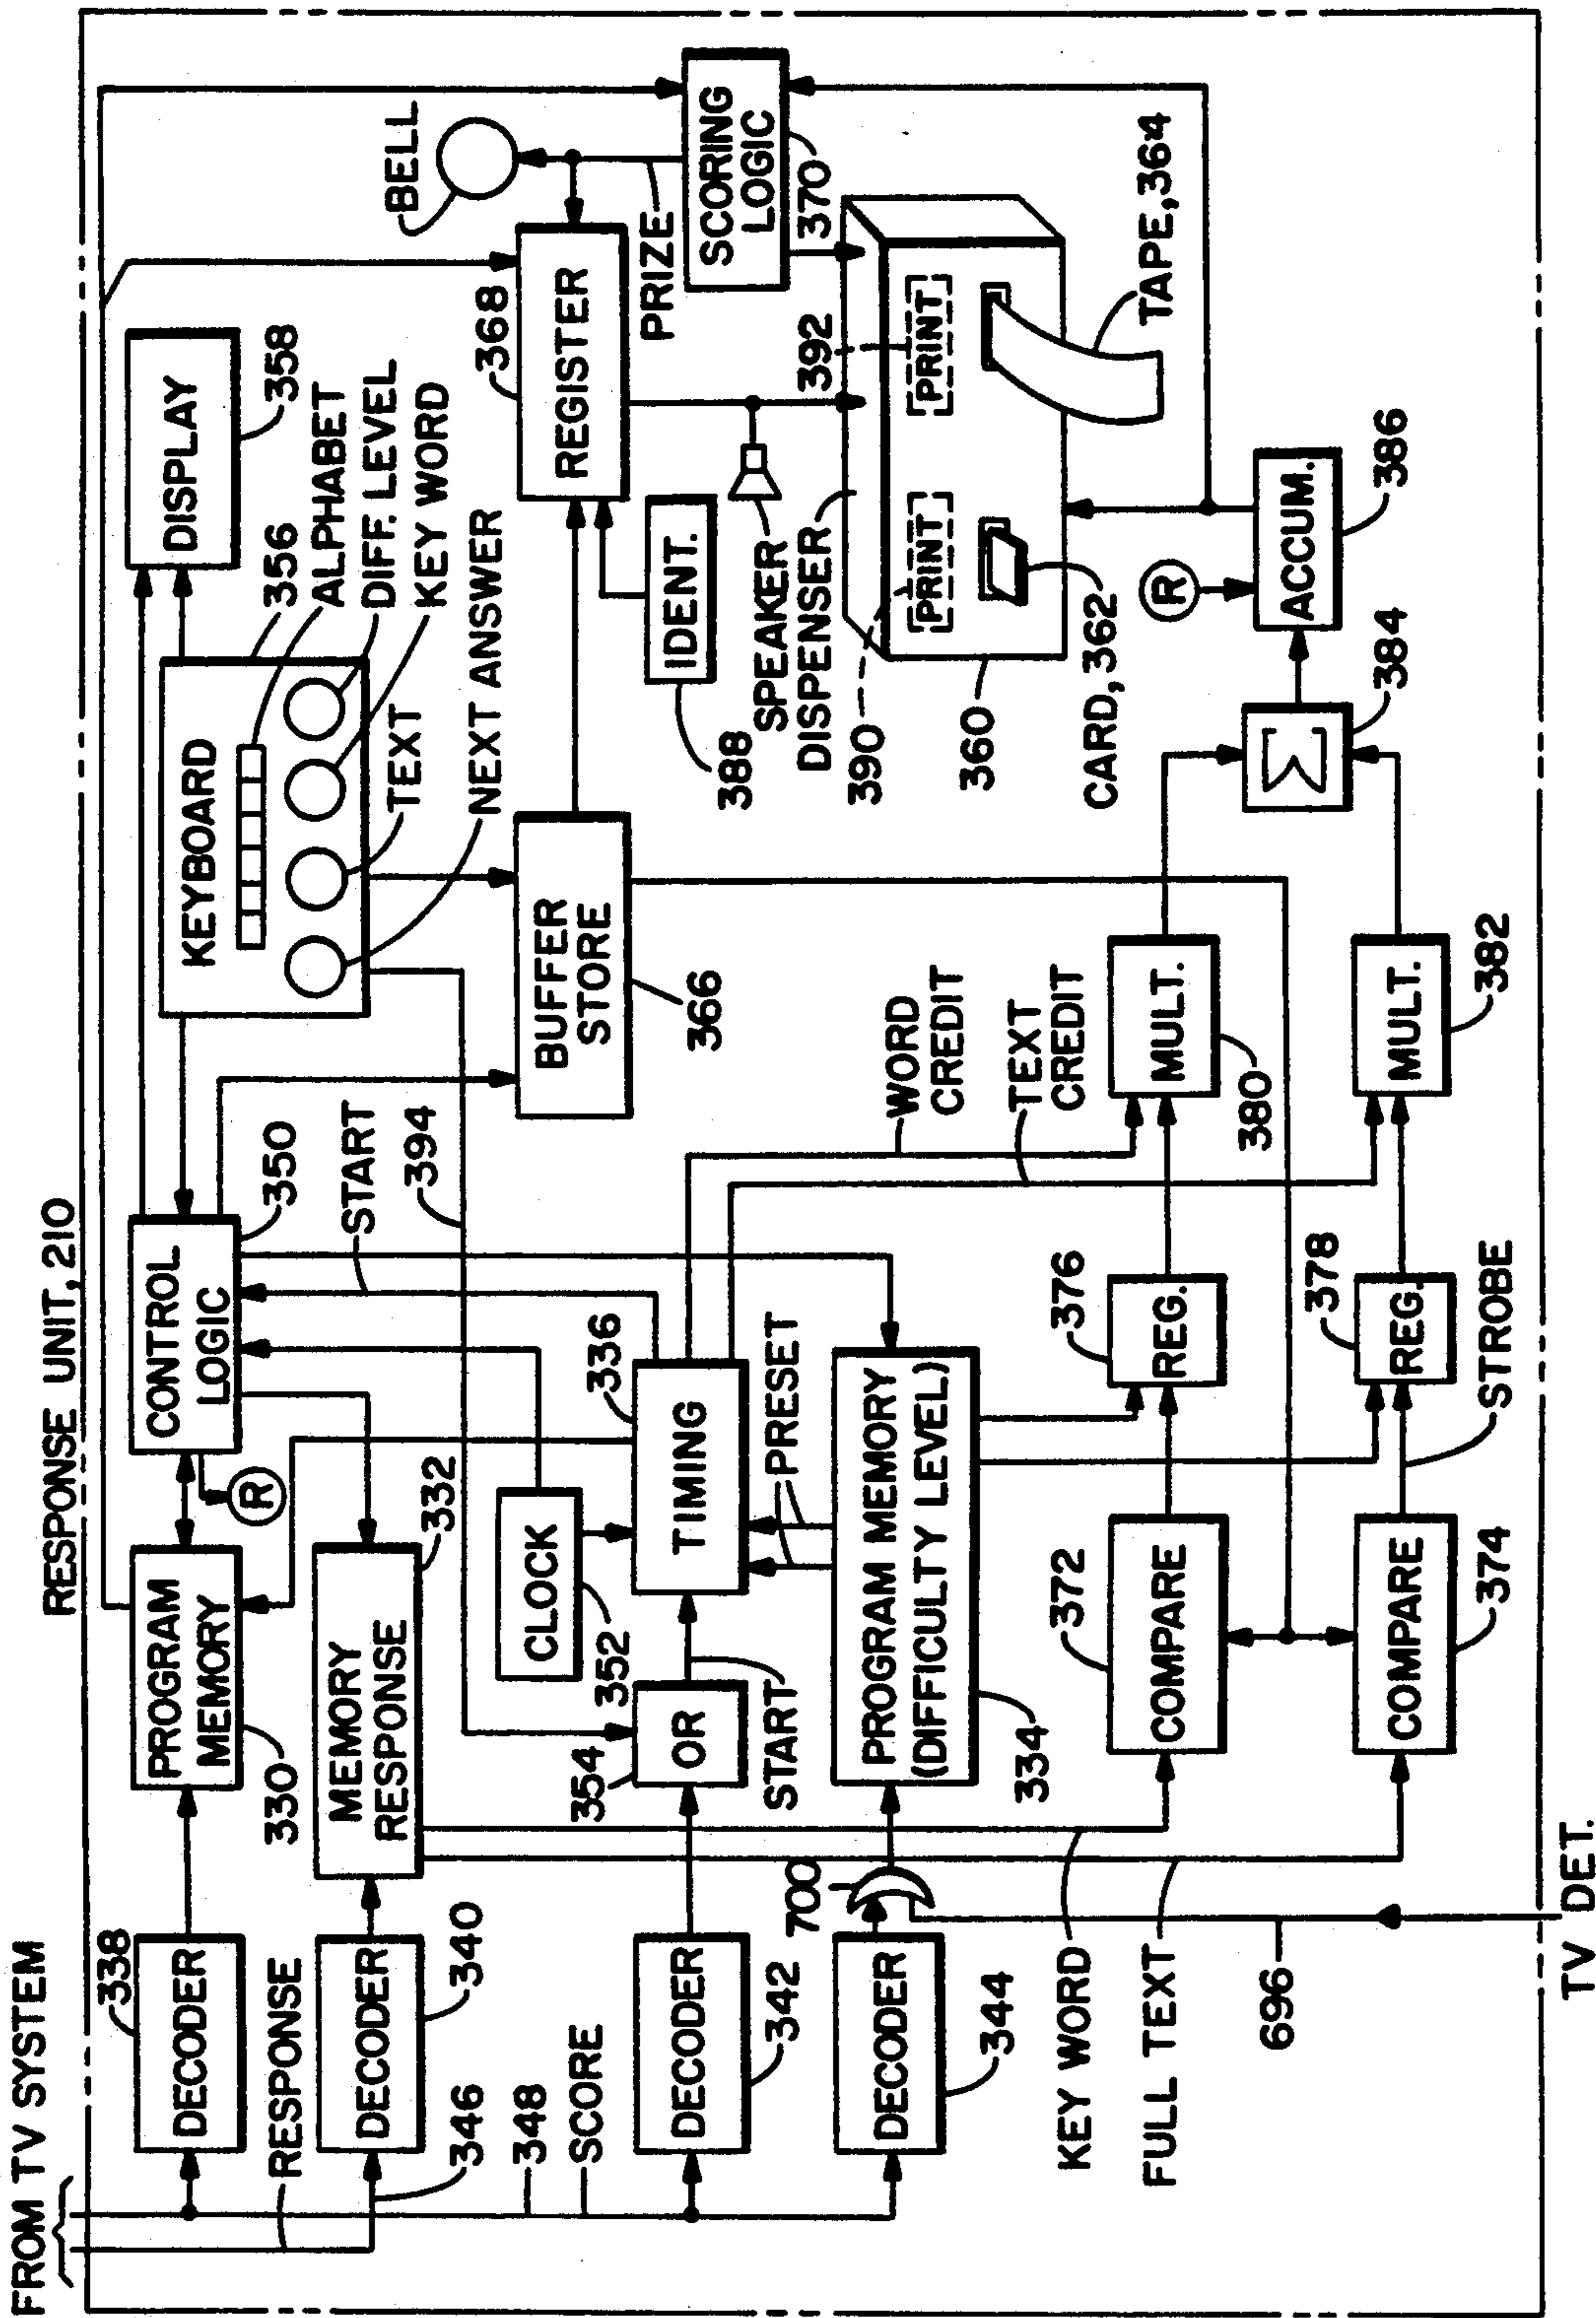 RESPONSE UNIT, 210
FROM TV SYSTEM
RESPONSE
346
348
SCORE
338
DECODER
DECODER
340
DECODER
342
DECODER
344
700
696
TV DET.
KEY WORD
FULL TEXT
PROGRAM
MEMORY
330
MEMORY
RESPONSE
332
CONTROL
LOGIC
350
R
START
394
CLOCK
352
OR
354
START
TIMING
336
PRESET
PROGRAM MEMORY
(DIFFICULTY LEVEL)
334
COMPARE
372
COMPARE
374
STROBE
REG.
376
REG.
378
WORD
CREDIT
TEXT
CREDIT
MULT.
380
MULT.
382
Σ
384
R
ACCUM.
386
KEYBOARD
DISPLAY
358
356
ALPHABET
DIFF. LEVEL
KEY WORD
TEXT
NEXT ANSWER
BUFFER
STORE
366
REGISTER
368
IDENT.
388
BELL
PRIZE
SCORING
LOGIC
370
SPEAKER
DISPENSER
390
PRINT
392
PRINT
360
CARD, 362
TAPE, 364